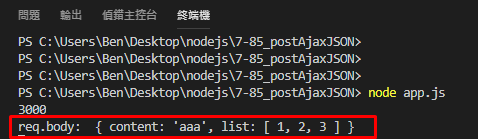 問題 輸出 偵錯主控台 終端機
PS C:\Users\Ben\Desktop\nodejs\7-85_postAjaxJSON>
PS C:\Users\Ben\Desktop\nodejs\7-85_postAjaxJSON>
PS C:\Users\Ben\Desktop\nodejs\7-85_postAjaxJSON>
PS C:\Users\Ben\Desktop\nodejs\7-85_postAjaxJSON> node app.js
3000
req.body:  { content: 'aaa', list: [ 1, 2, 3 ] }